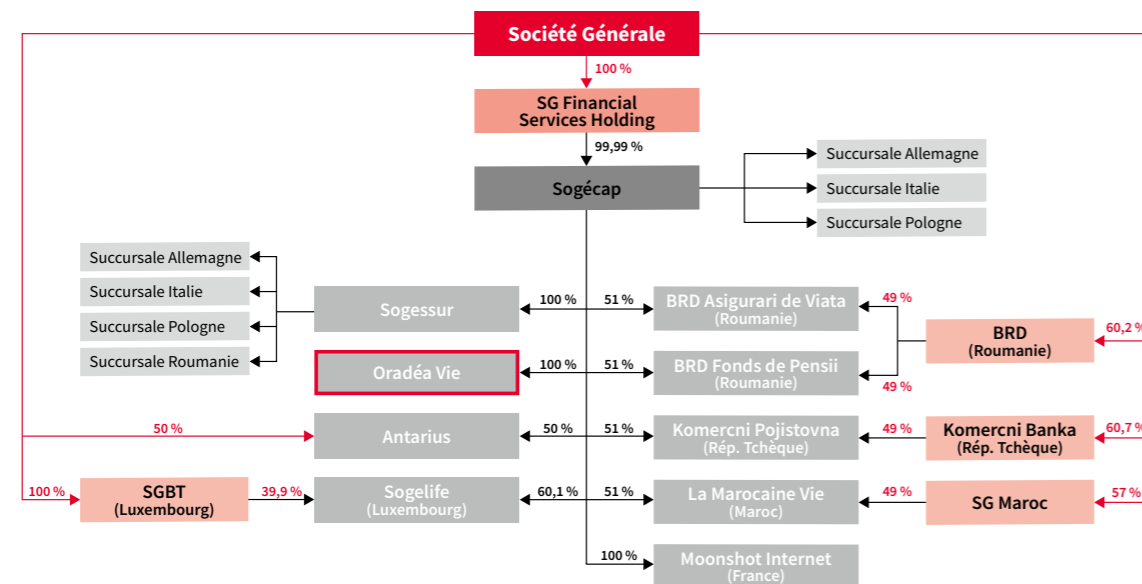 Société Générale
100 %
SG Financial
Services Holding
99,99 %
Sogécap
Succursale Allemagne
Succursale Italie
Succursale Pologne
Succursale Allemagne
Succursale Italie
Succursale Pologne
Succursale Roumanie
Sogessur
100 %
51 %
BRD Asigurari de Viata
(Roumanie)
49 %
BRD
(Roumanie)
60,2 %
Oradéa Vie
100 %
51 %
BRD Fonds de Pensii
(Roumanie)
49 %
50 %
Antarius
50 %
51 %
Komercni Pojistovna
(Rép. Tchèque)
49 %
Komercni Banka
(Rép. Tchèque)
60,7 %
100 %
SGBT
(Luxembourg)
39,9 %
Sogelife
(Luxembourg)
60,1 %
51 %
La Marocaine Vie
(Maroc)
49 %
SG Maroc
57 %
100 %
Moonshot Internet
(France)